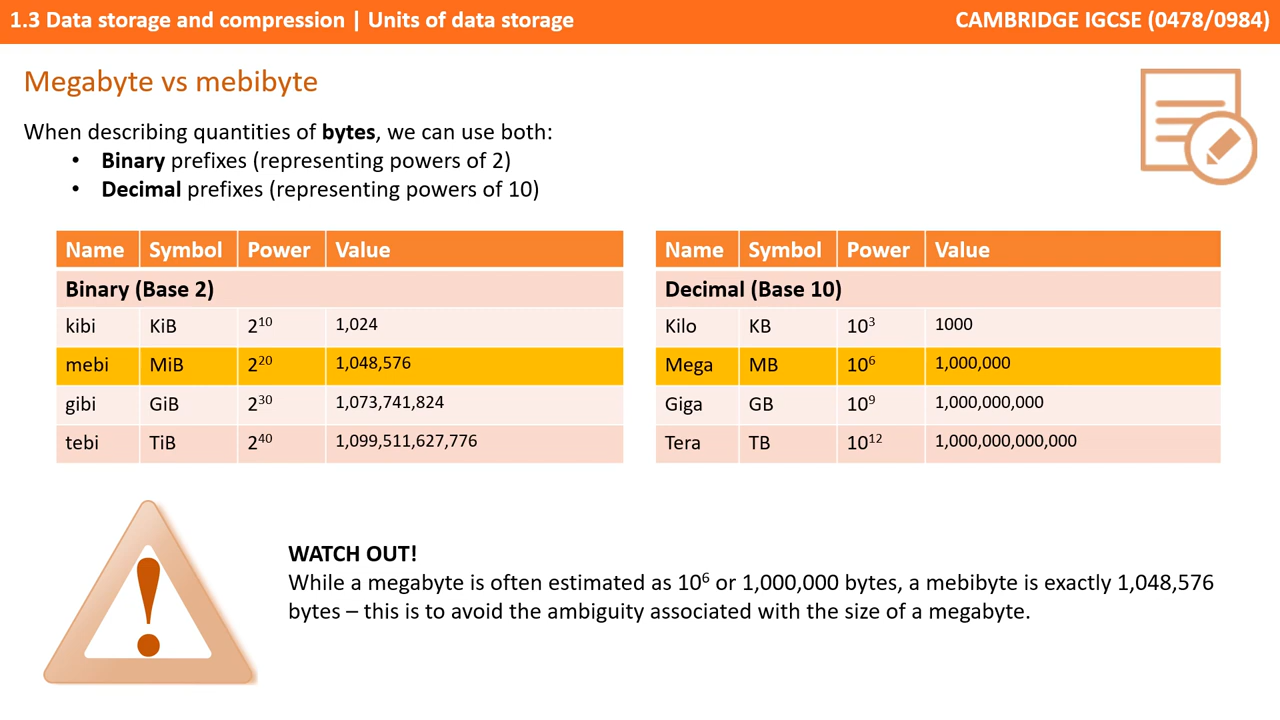 1.3 Data storage and compression | Units of data storage
CAMBRIDGE IGCSE (0478/0984)
Megabyte vs mebibyte
When describing quantities of bytes, we can use both:
• Binary prefixes (representing powers of 2)
• Decimal prefixes (representing powers of 10)
Name Symbol Power Value
Binary (Base 2)
kibi KiB 2¹⁰ 1,024
mebi MiB 2²⁰ 1,048,576
gibi GiB 2³⁰ 1,073,741,824
tebi TiB 2⁴⁰ 1,099,511,627,776
Name Symbol Power Value
Decimal (Base 10)
Kilo KB 10³ 1000
Mega MB 10⁶ 1,000,000
Giga GB 10⁹ 1,000,000,000
Tera TB 10¹² 1,000,000,000,000
WATCH OUT!
While a megabyte is often estimated as 10⁶ or 1,000,000 bytes, a mebibyte is exactly 1,048,576
bytes – this is to avoid the ambiguity associated with the size of a megabyte.